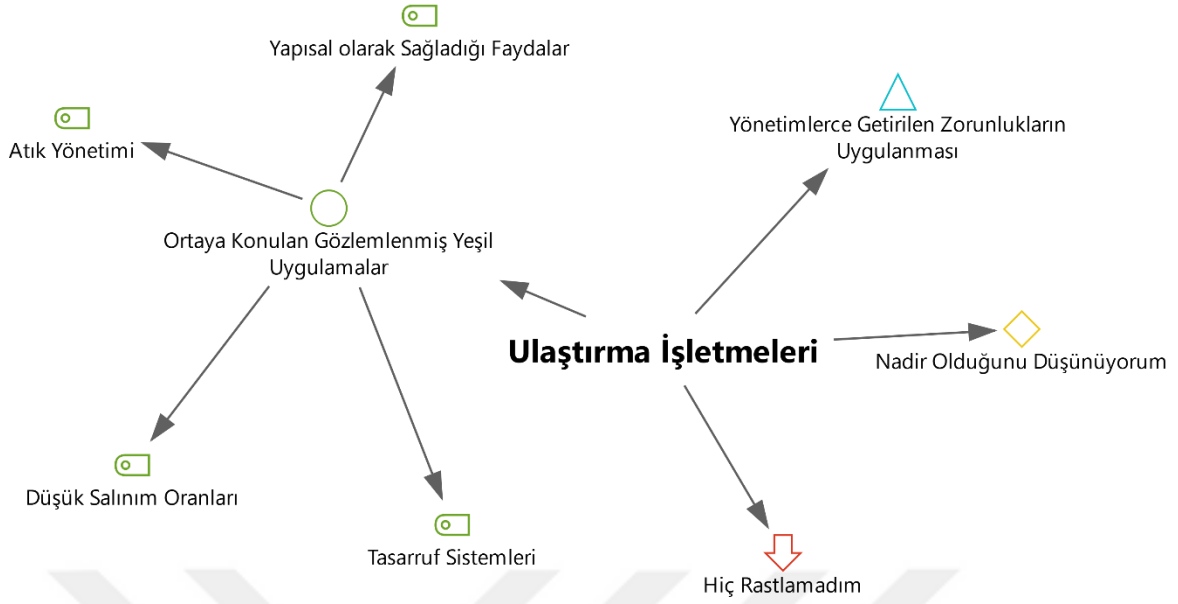 Yapısal olarak Sağladığı Faydalar
Yönetimlerce Getirilen Zorunlukların
Uygulanması
Atık Yönetimi
Ortaya Konulan Gözlemlenmiş Yeşil
Uygulamalar
Ulaştırma İşletmeleri
Nadir Olduğunu Düşünüyorum
Düşük Salınım Oranları
Tasarruf Sistemleri
Hiç Rastlamadım